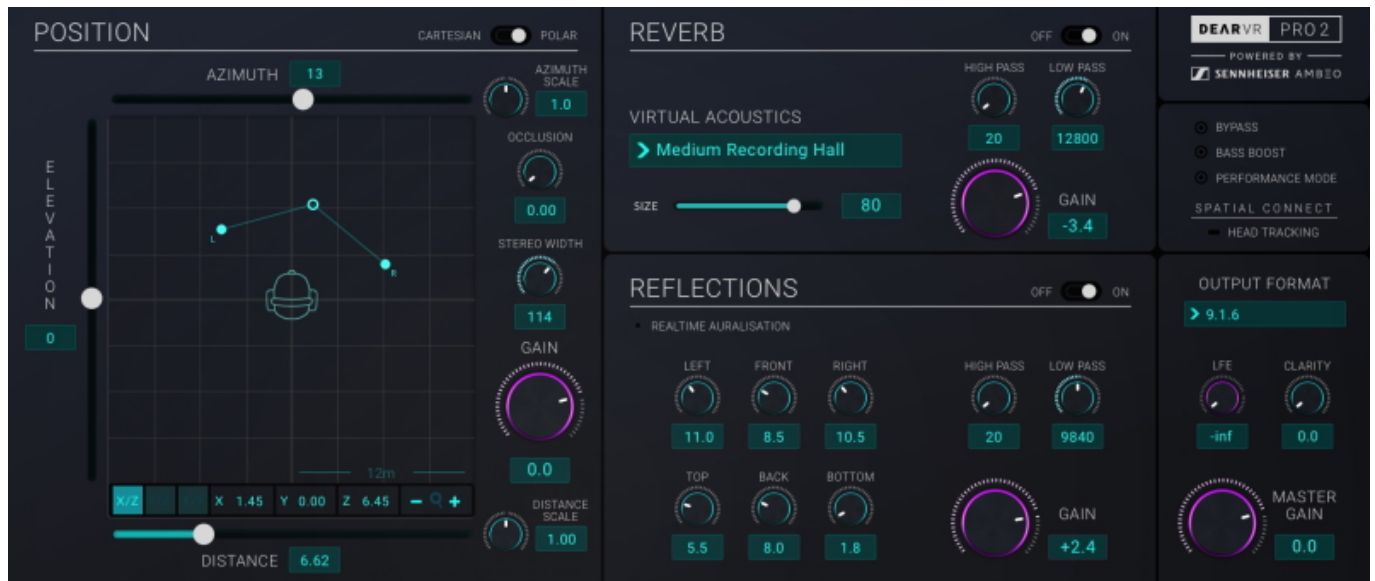 POSITION
CARTESIAN POLAR
AZIMUTH 13
AZIMUTH
SCALE
1.0
OCCLUSION
0.00
STEREO WIDTH
114
GAIN
0.0
ELEVATION
0
L
R
12m
X/Z X 1.45 Y 0.00 Z 6.45 - +
DISTANCE
SCALE
1.00
DISTANCE 6.62
REVERB
OFF ON
VIRTUAL ACOUSTICS
Medium Recording Hall
SIZE 80
HIGH PASS LOW PASS
20 12800
GAIN
-3.4
REFLECTIONS
OFF ON
REALTIME AURALISATION
LEFT FRONT RIGHT
11.0 8.5 10.5
TOP BACK BOTTOM
5.5 8.0 1.8
HIGH PASS LOW PASS
20 9840
GAIN
+2.4
DEARVR PRO 2
POWERED BY
SENNHEISER AMBEO
BYPASS
BASS BOOST
PERFORMANCE MODE
SPATIAL CONNECT
HEAD TRACKING
OUTPUT FORMAT
9.1.6
LFE CLARITY
-inf 0.0
MASTER
GAIN
0.0